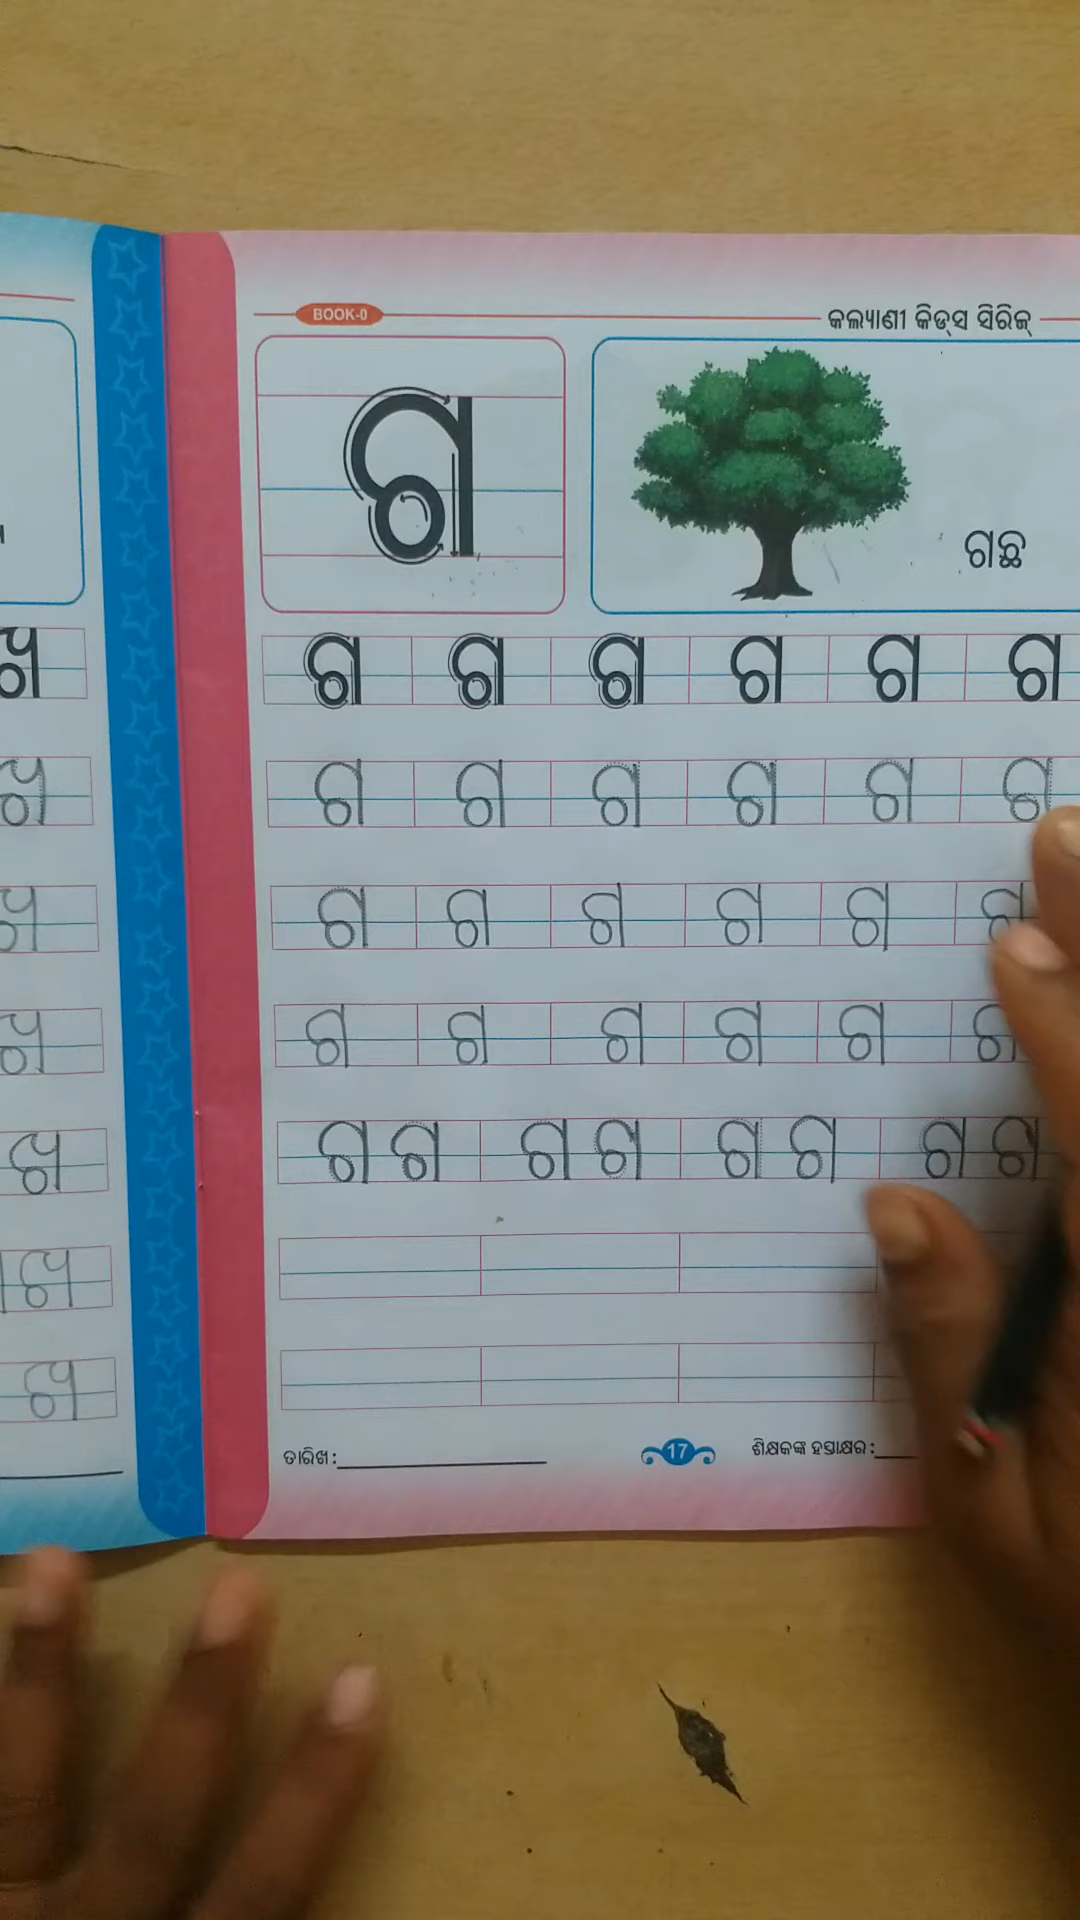 BOOK-0
କଲ୍ୟାଣୀ କିଡ୍‌ସ ସିରିଜ୍
ଗ
ଗଛ
ଗ ଗ ଗ ଗ ଗ ଗ
ଗ ଗ ଗ ଗ ଗ ଗ
ଗ ଗ ଗ ଗ ଗ ଗ
ଗ ଗ ଗ ଗ ଗ ଗ
ଗ ଗ ଗ ଗ ଗ ଗ ଗ ଗ
ତାରିଖ :
17
ଶିକ୍ଷକଙ୍କ ହସ୍ତାକ୍ଷର :
ଖ
ଖ
ଖ
ଖ
ଖ
ଖ
ଖ